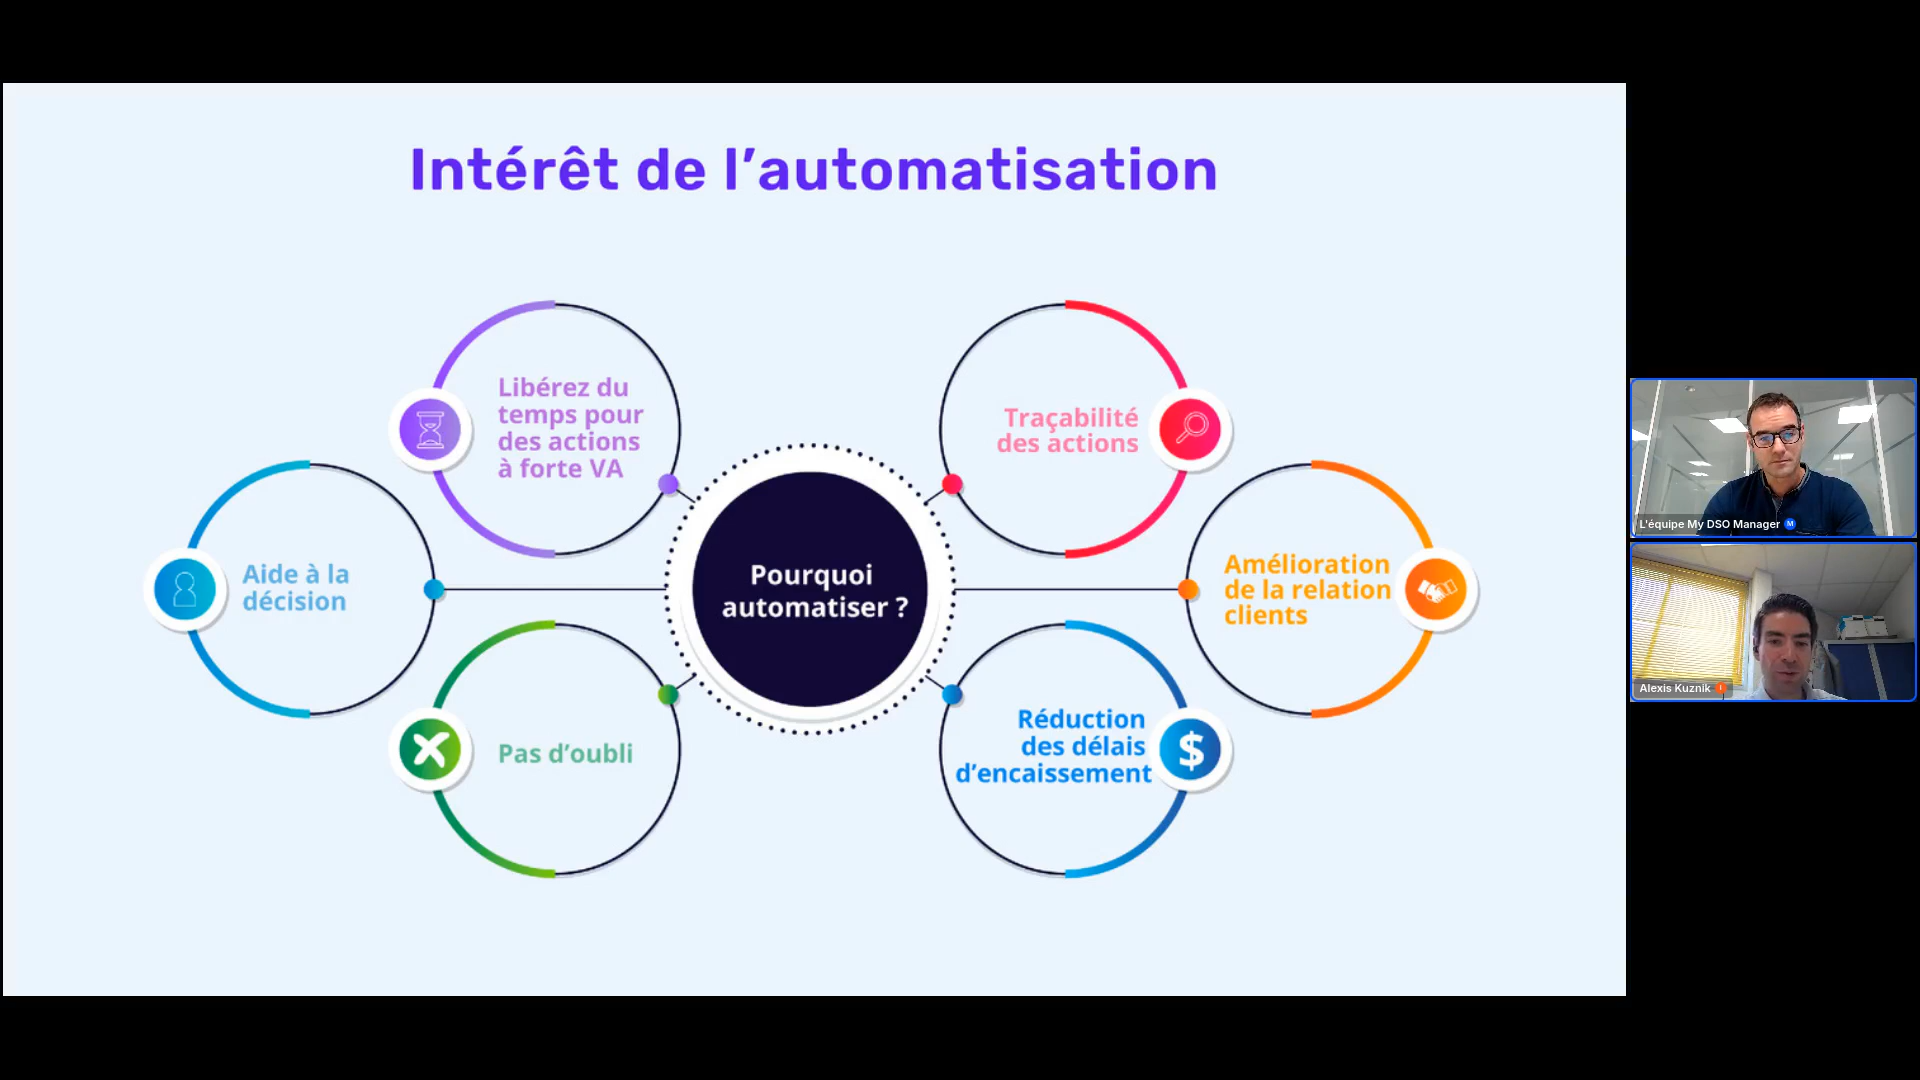 Intérêt de l’automatisation
Libérez du
temps pour
des actions
à forte VA
Traçabilité
des actions
Aide à la
décision
Pourquoi
automatiser ?
Amélioration
de la relation
clients
Pas d’oubli
Réduction
des délais
d’encaissement
$
L'équipe My DSO Manager
M
Alexis Kuznik